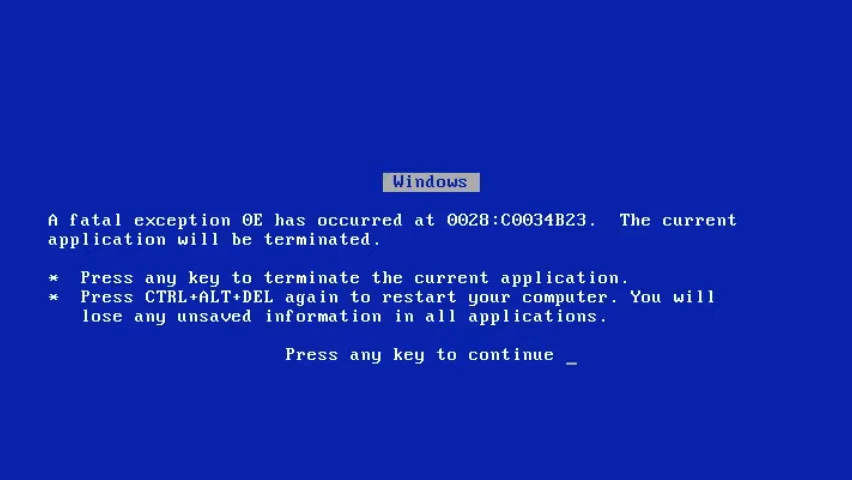 Windows
A fatal exception 0E has occurred at 0028:C0034B23.  The current
application will be terminated.
*  Press any key to terminate the current application.
*  Press CTRL+ALT+DEL again to restart your computer. You will
   lose any unsaved information in all applications.
Press any key to continue _